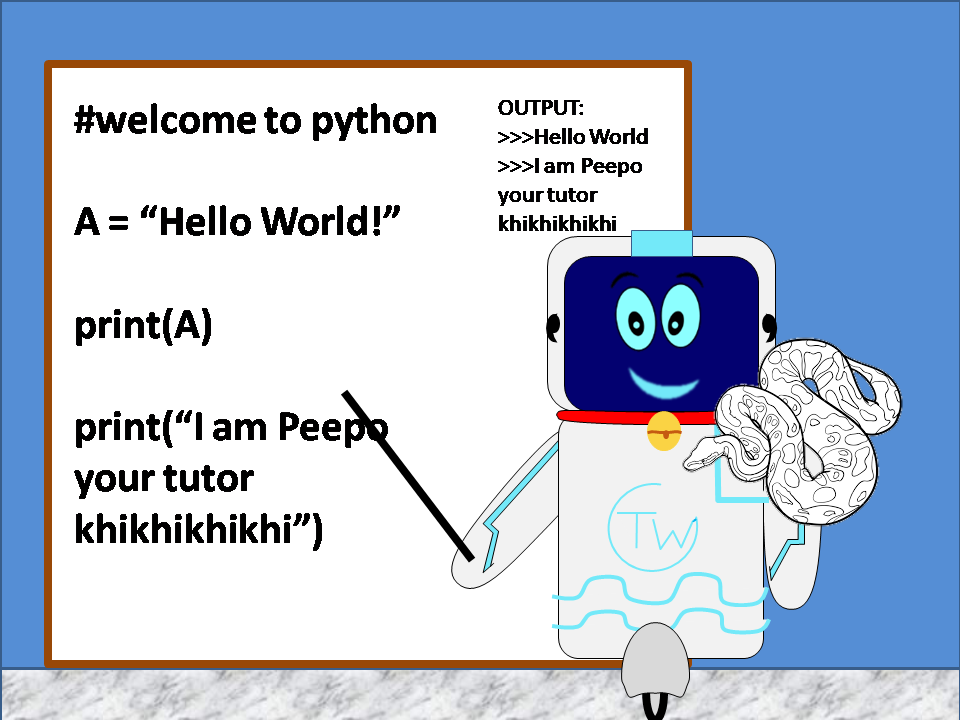 #welcome to python
A = “Hello World!”
print(A)
print(“I am Peepo
your tutor
khikhikhikhi”)
OUTPUT:
>>>Hello World
>>>I am Peepo
your tutor
khikhikhikhi
TW